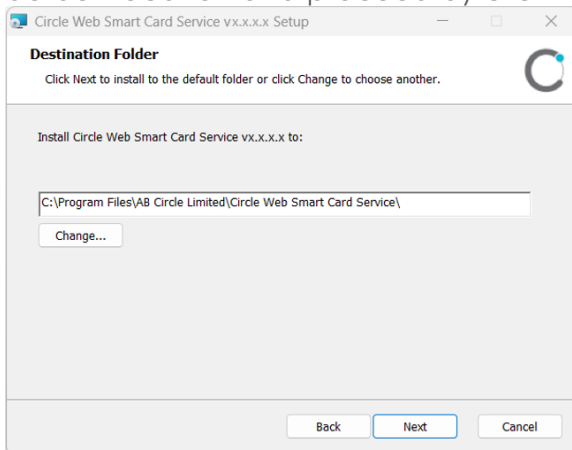 Circle Web Smart Card Service vx.x.x.x Setup
Destination Folder
Click Next to install to the default folder or click Change to choose another.
Install Circle Web Smart Card Service vx.x.x.x to:
C:\Program Files\AB Circle Limited\Circle Web Smart Card Service\
Change...
Back Next Cancel